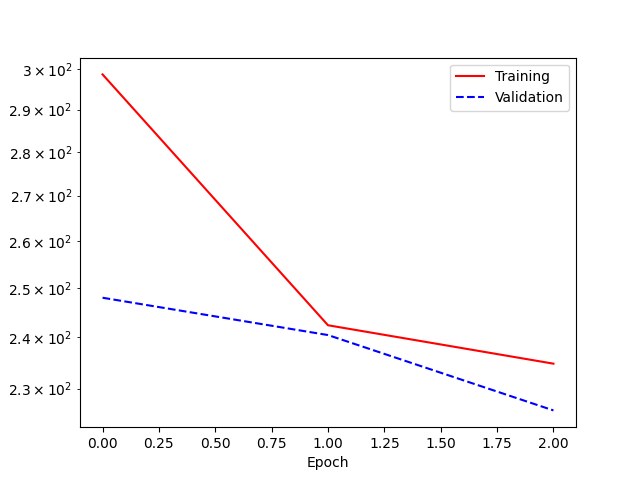 3 × 10²
2.9 × 10²
2.8 × 10²
2.7 × 10²
2.6 × 10²
2.5 × 10²
2.4 × 10²
2.3 × 10²
Training
Validation
0.00 0.25 0.50 0.75 1.00 1.25 1.50 1.75 2.00
Epoch